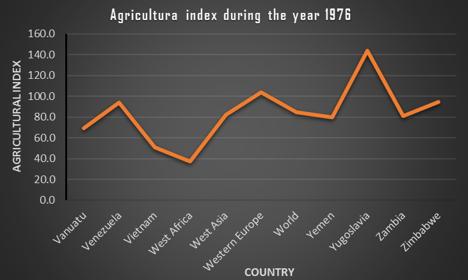 Agricultura index during the year 1976
160.0
140.0
120.0
100.0
80.0
60.0
40.0
20.0
0.0
AGRICULTURAL INDEX
Vanuatu
Venezuela
Vietnam
West Africa
West Asia
Western Europe
World
Yemen
Yugoslavia
Zambia
Zimbabwe
COUNTRY